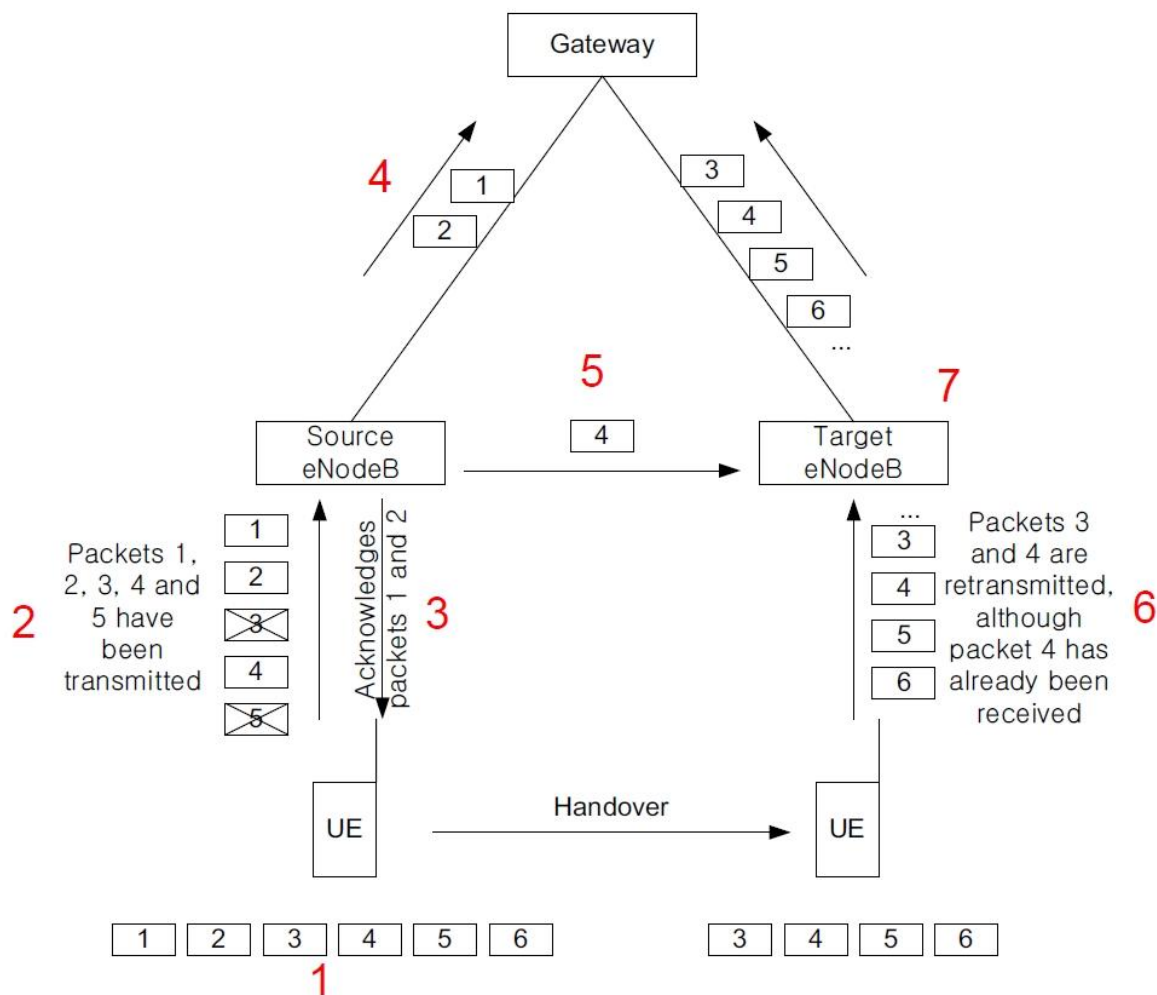 Gateway
4
1
2
3
4
5
6
...
5
4
7
Source
eNodeB
Target
eNodeB
2
Packets 1,
2, 3, 4 and
5 have
been
transmitted
1
2
3
4
5
Acknowledges
packets 1 and 2
3
...
3
4
5
6
Packets 3
and 4 are
retransmitted,
although
packet 4 has
already been
received
6
UE
Handover
UE
1 2 3 4 5 6
3 4 5 6
1